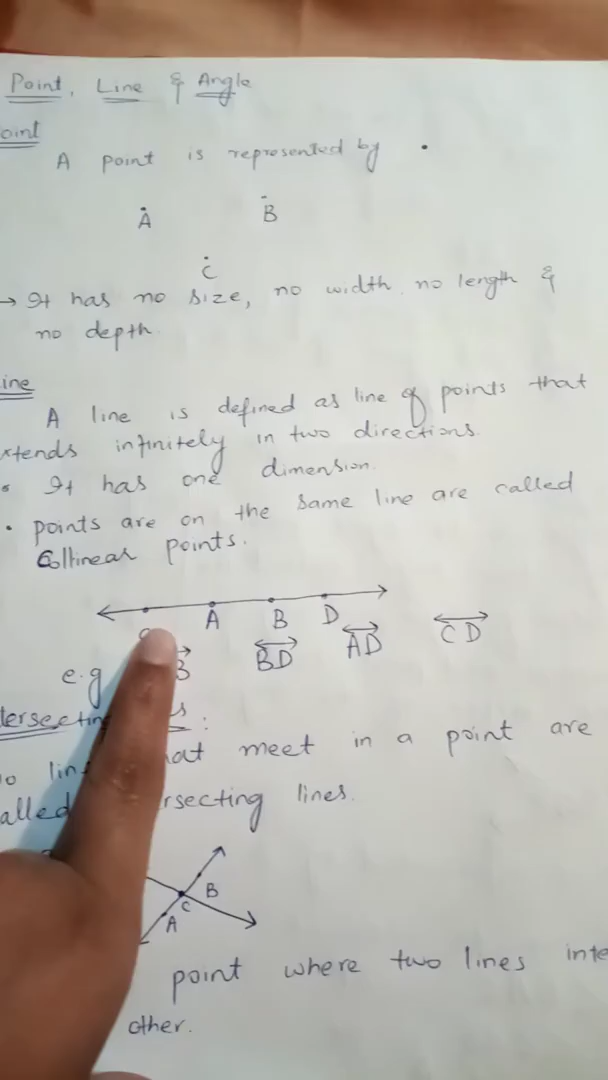 Point, Line & Angle
oint
A point is represented by .
A B
C
→ It has no size, no width, no length &
no depth
ine
A line is defined as line of points that
xtends infinitely in two directions.
It has one dimension.
• points are on the same line are called
Collinear points.
A B D
e.g B BD AD CD
tersecting s :
o lin at meet in a point are
alled rsecting lines.
B
C
A
point where two lines inte
other.